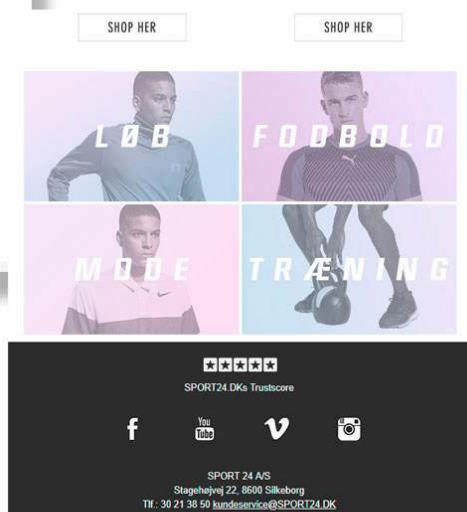 SHOP HER
SHOP HER
LØB
FODBOLD
MODE
TRÆNING
SPORT24.DKs Trustscore
f
You Tube
SPORT 24 A/S
Stagehøjvej 22, 8600 Silkeborg
Tlf.: 30 21 38 50 kundeservice@SPORT24.DK